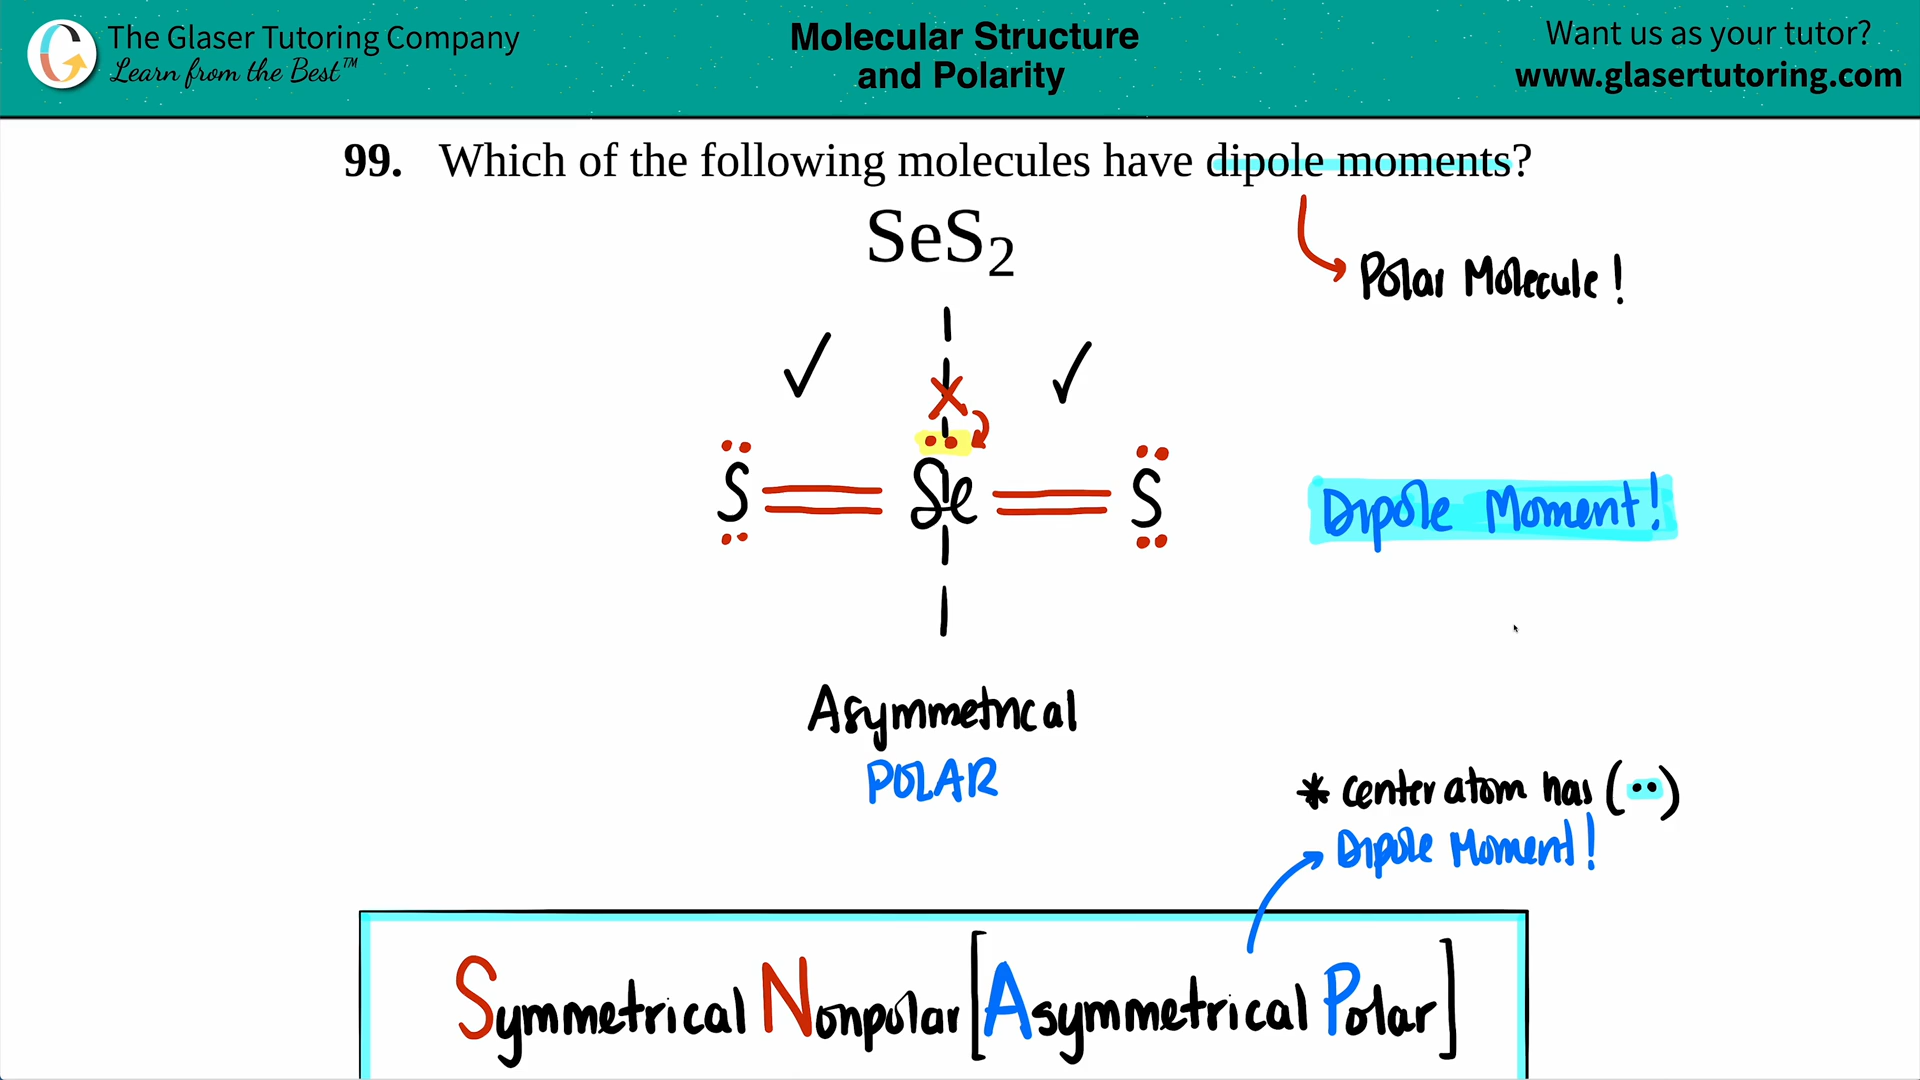 The Glaser Tutoring Company
Learn from the Best™
Molecular Structure
and Polarity
Want us as your tutor?
www.glasertutoring.com
99. Which of the following molecules have dipole moments?
SeS₂
Polar Molecule!
S Se S
Dipole Moment!
Asymmetrical
POLAR
* center atom has (••)
Dipole Moment!
Symmetrical Nonpolar [Asymmetrical Polar]